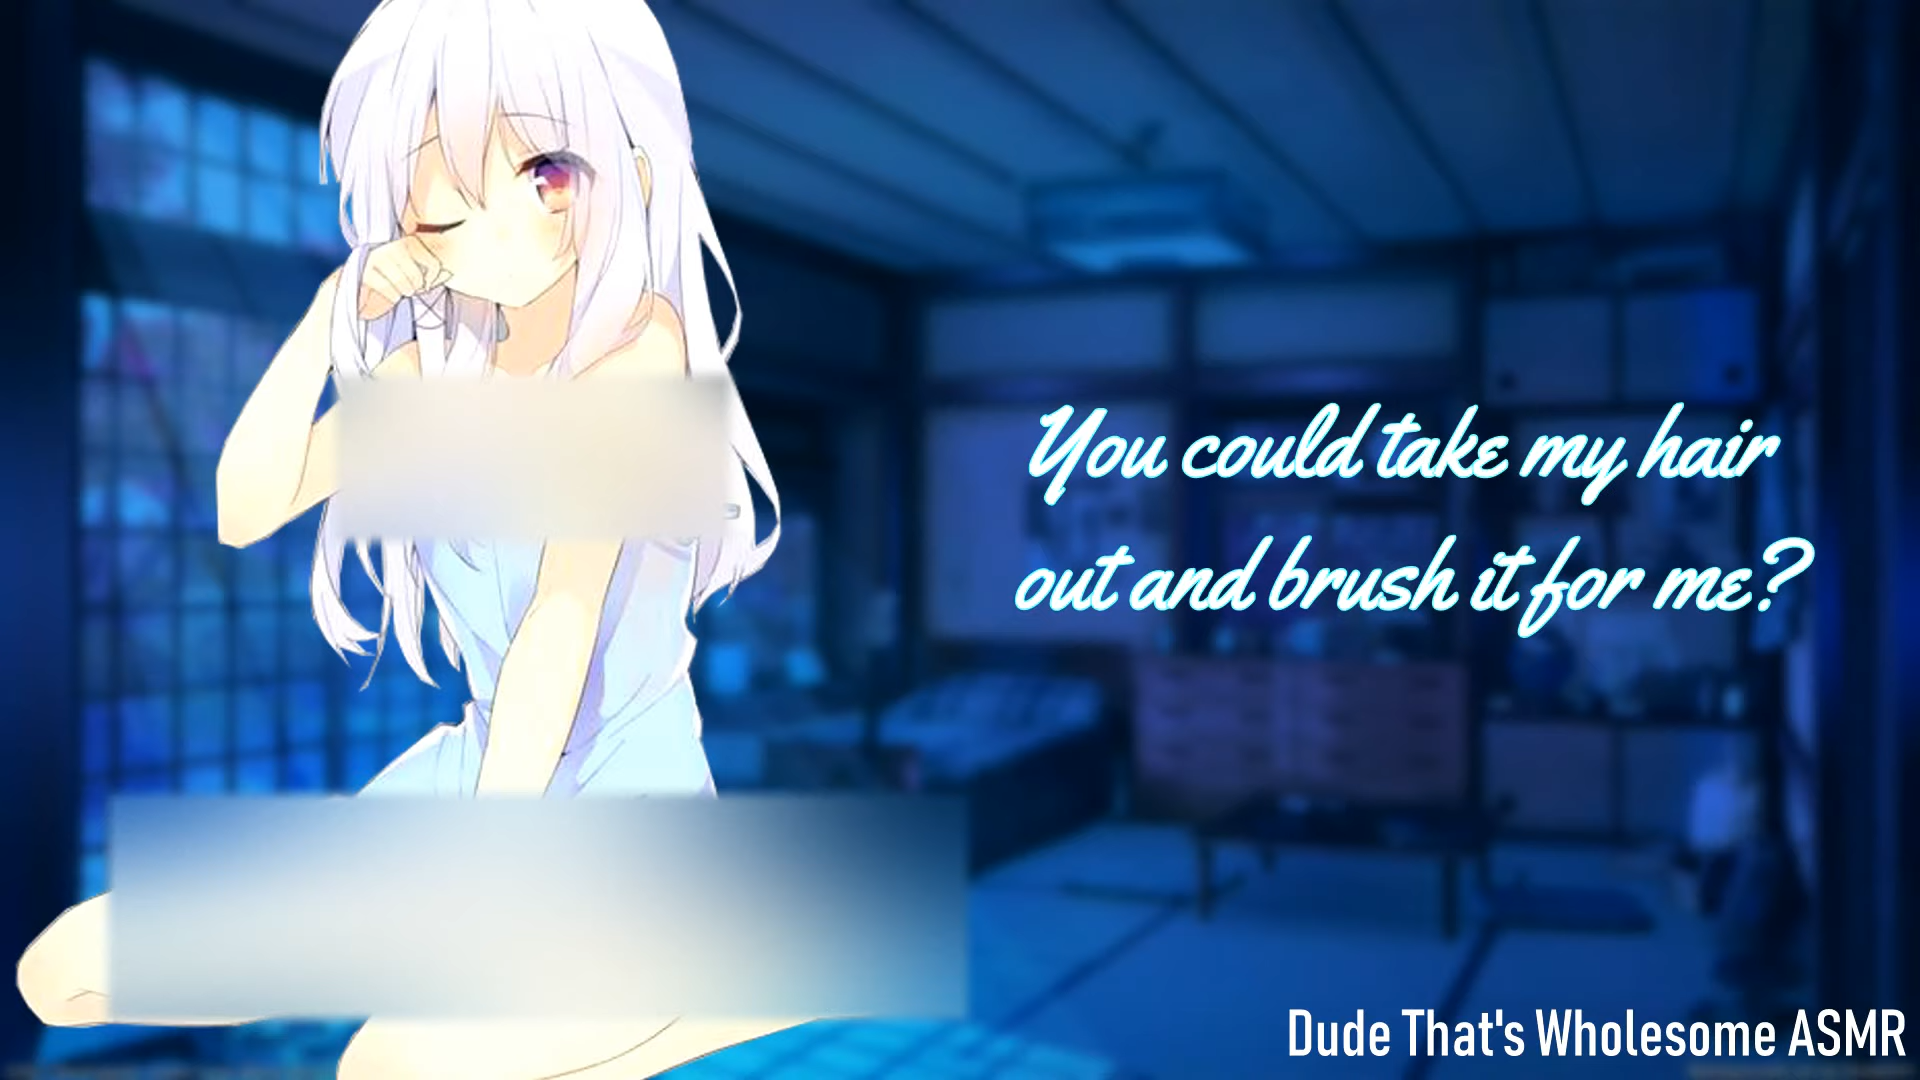 You could take my hair
out and brush it for me?
Dude That's Wholesome ASMR